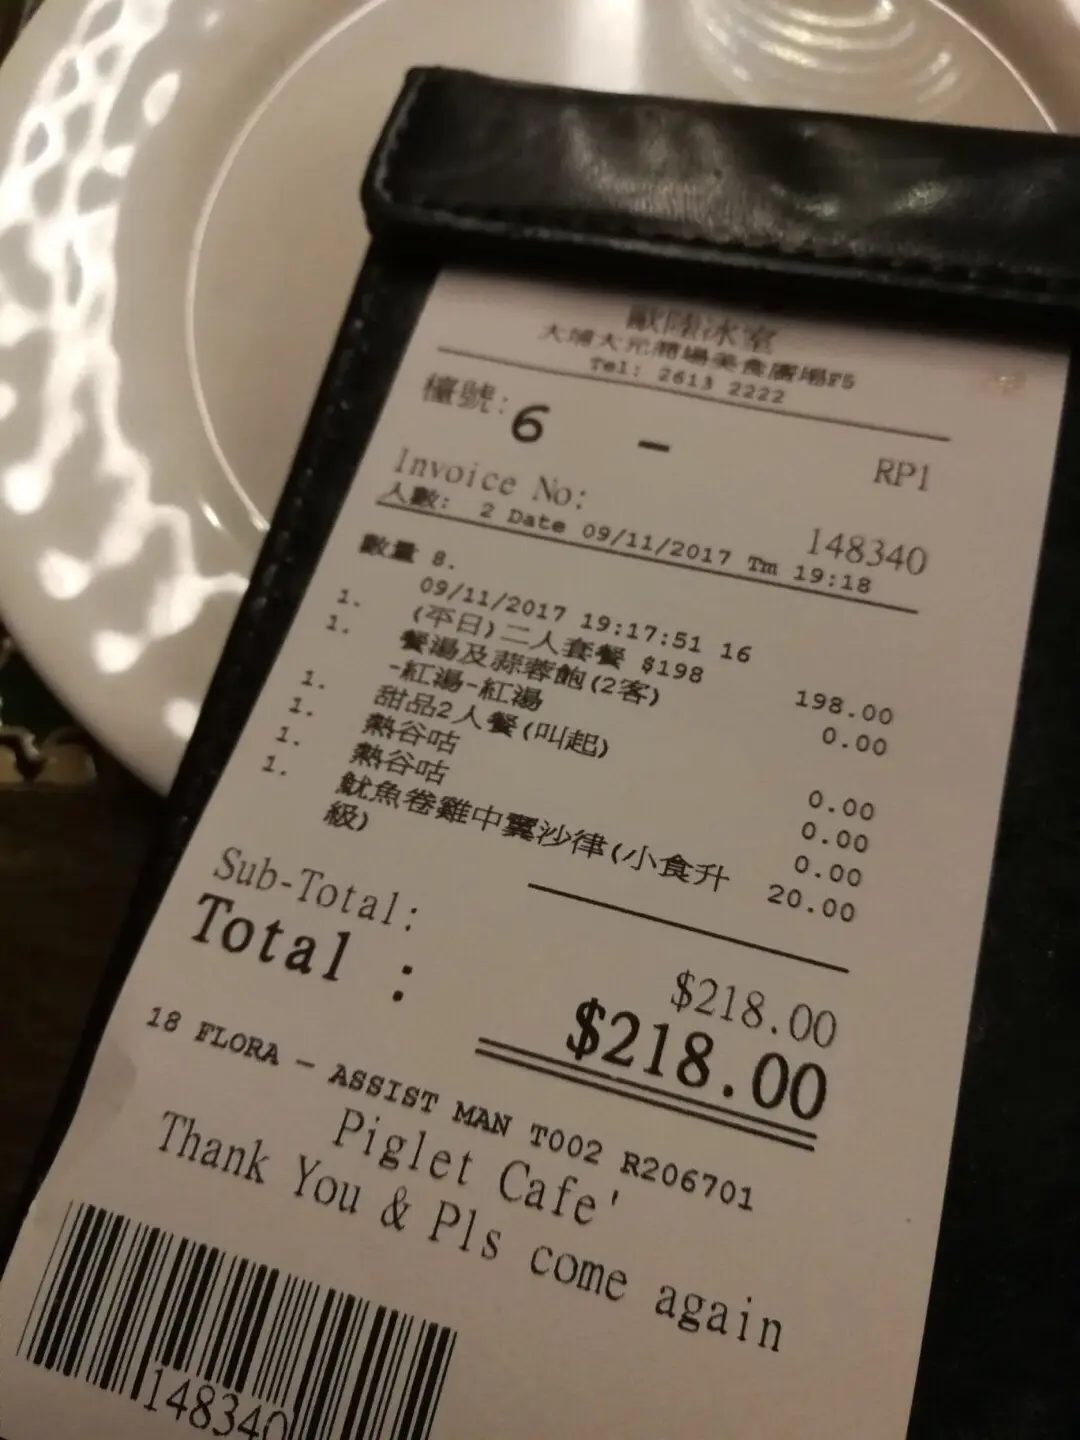 歐陸冰室
大埔大元商場美食廣場F5
Tel: 2613 2222
檯號: 6 - RP1
Invoice No: 148340
人數: 2 Date 09/11/2017 Tm 19:18
數量 8.
09/11/2017 19:17:51 16
1. (平日)二人套餐 $198 198.00
1. 餐湯及蒜蓉飽(2客) 0.00
-紅湯-紅湯
1. 甜品2人餐(叫起) 0.00
1. 熱谷咕 0.00
1. 熱谷咕 0.00
1. 魷魚卷雞中翼沙律(小食升 20.00
級)
Sub-Total: $218.00
Total : $218.00
18 FLORA - ASSIST MAN T002 R206701
Piglet Cafe'
Thank You & Pls come again
148340